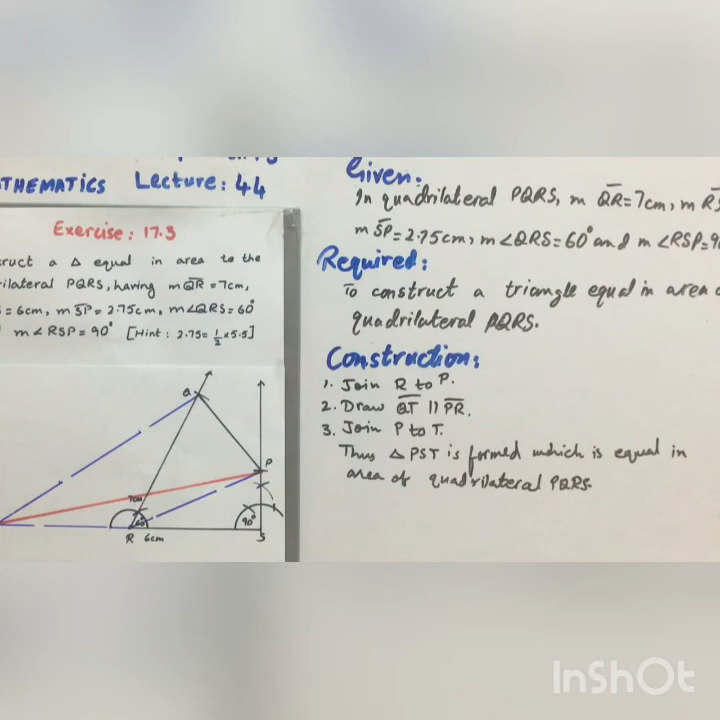 THEMATICS Lecture: 44
Exercise: 17.3
ruct a △ equal in area to the
rilateral PQRS, having mQR = 7cm,
= 6cm, mSP = 2.75cm, m∠QRS = 60°
m∠RSP = 90° [Hint: 2.75 = 1/2 x 5.5]
Q
P
7cm
60°
90°
R 6cm S
Given:
In quadrilateral PQRS, m QR = 7cm, m RS
m SP = 2.75cm, m∠QRS = 60° and m∠RSP = 9
Required:
To construct a triangle equal in area o
quadrilateral PQRS.
Construction:
1. Join R to P.
2. Draw QT || PR.
3. Join P to T.
Thus △ PST is formed which is equal in
area of quadrilateral PQRS.
InShOt